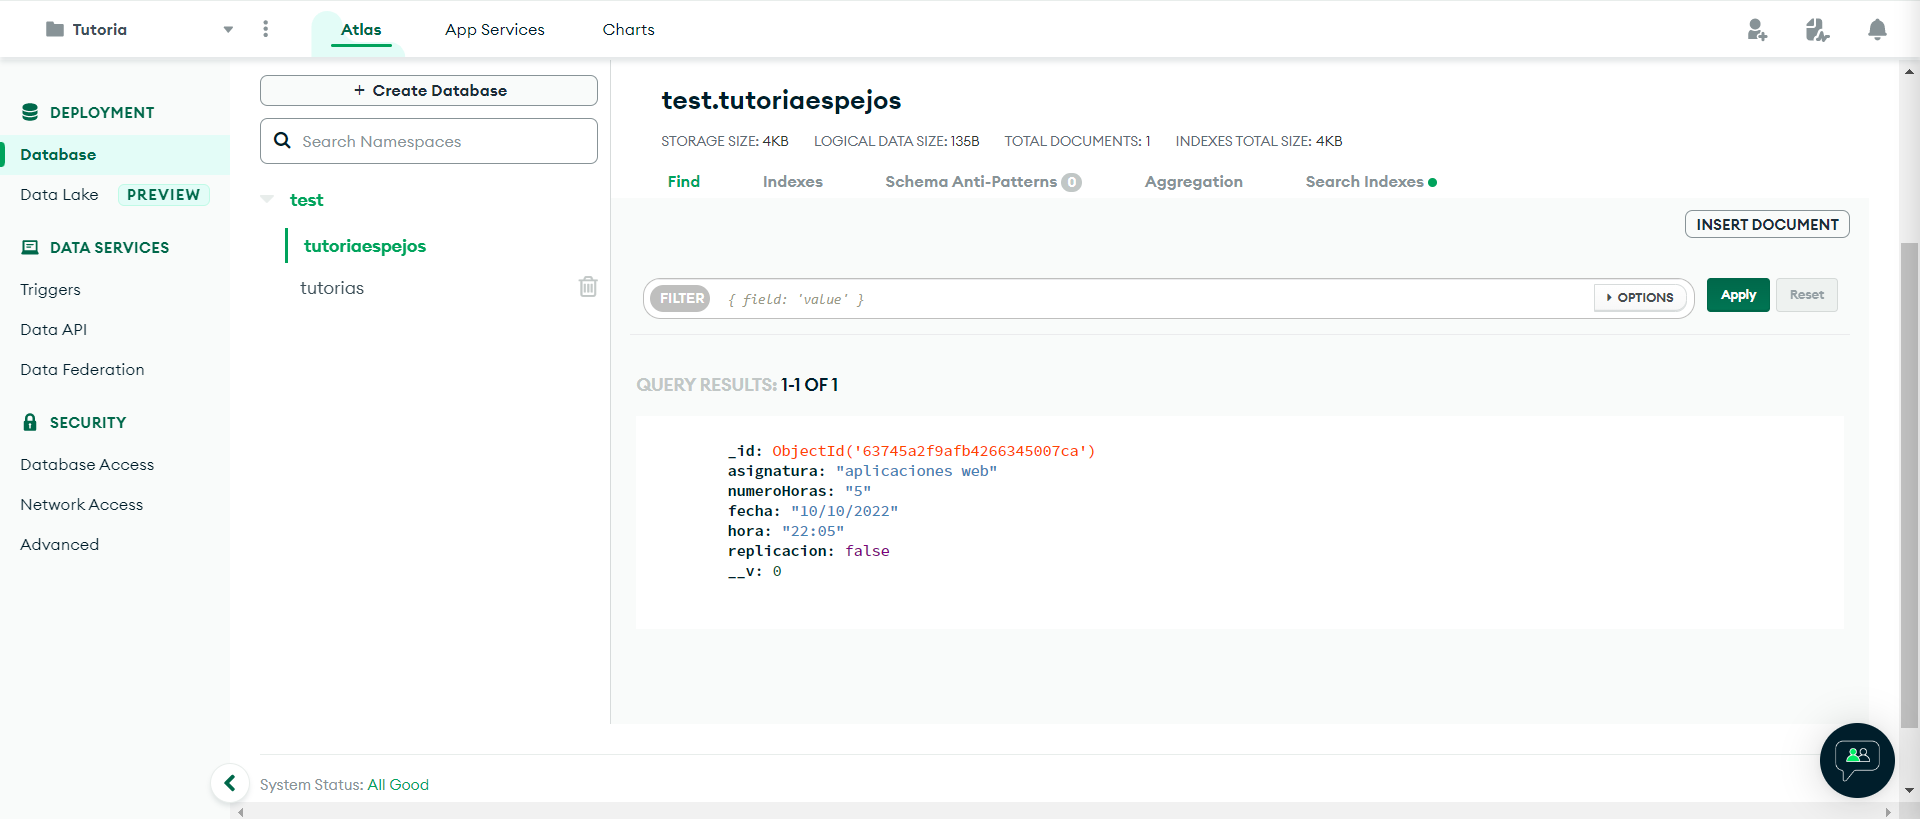 Tutoria
Atlas
App Services
Charts
DEPLOYMENT
Database
Data Lake PREVIEW
DATA SERVICES
Triggers
Data API
Data Federation
SECURITY
Database Access
Network Access
Advanced
+ Create Database
Search Namespaces
test
tutoriaespejos
tutorias
test.tutoriaespejos
STORAGE SIZE: 4KB LOGICAL DATA SIZE: 135B TOTAL DOCUMENTS: 1 INDEXES TOTAL SIZE: 4KB
Find Indexes Schema Anti-Patterns 0 Aggregation Search Indexes
INSERT DOCUMENT
FILTER { field: 'value' } OPTIONS Apply Reset
QUERY RESULTS: 1-1 OF 1
_id: ObjectId('63745a2f9afb4266345007ca')
asignatura: "aplicaciones web"
numeroHoras: "5"
fecha: "10/10/2022"
hora: "22:05"
replicacion: false
__v: 0
System Status: All Good